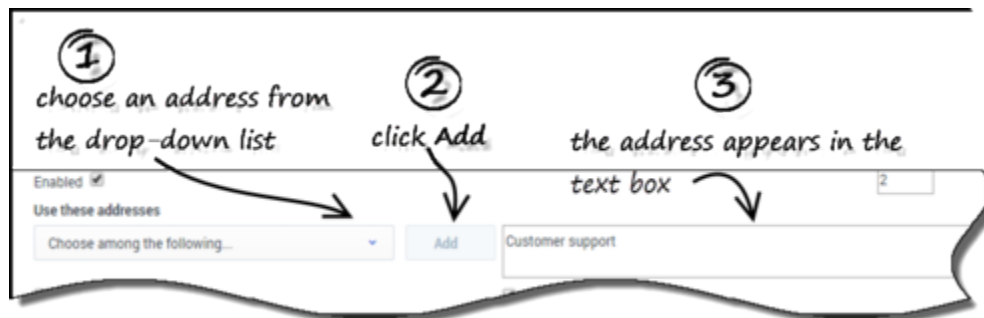 1
choose an address from
the drop-down list
2
click Add
3
the address appears in the
text box
Enabled
2
Use these addresses
Choose among the following...
Add
Customer support